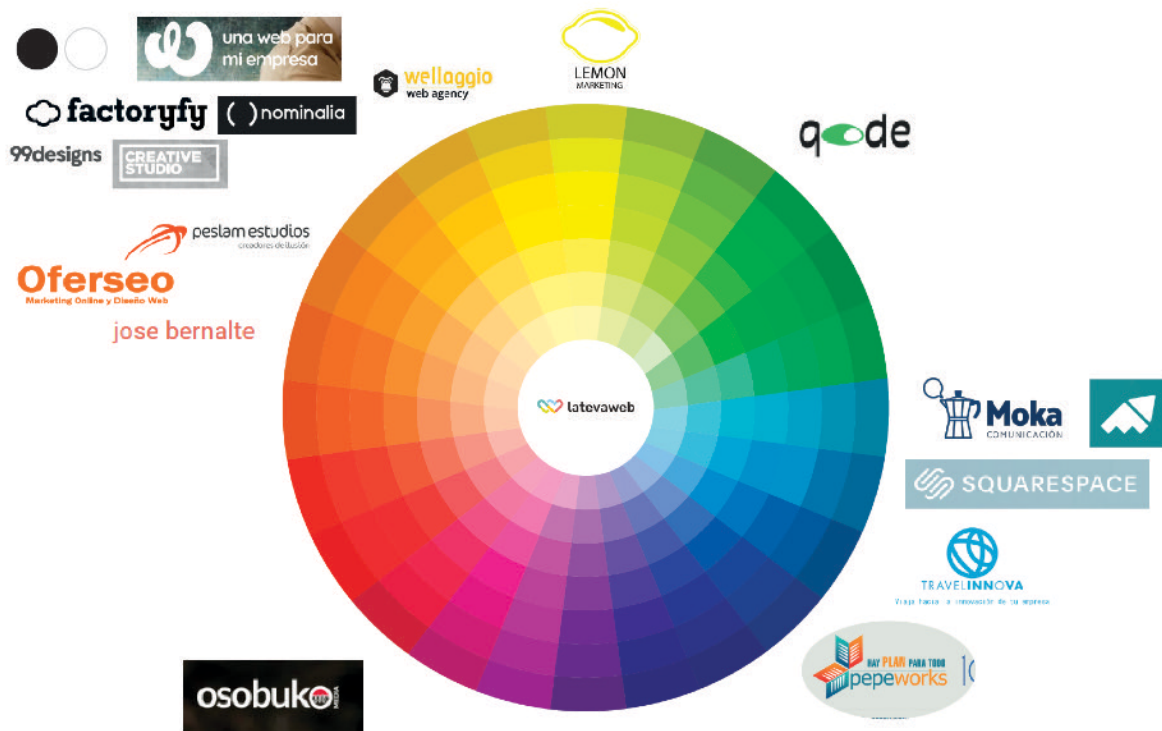 una web para
mi empresa
LEMON
MARKETING
wellaggio
web agency
factoryfy
( ) nominalia
qode
99designs
CREATIVE
STUDIO
peslam estudios
creadores de ilusión
Oferseo
Marketing Online y Diseño Web
jose bernalte
latevaweb
Moka
COMUNICACIÓN
SQUARESPACE
TRAVELINNOVA
Viaja hacia la innovación de tu empresa
HAY PLAN PARA TODO
pepeworks
osobuko
MEDIA